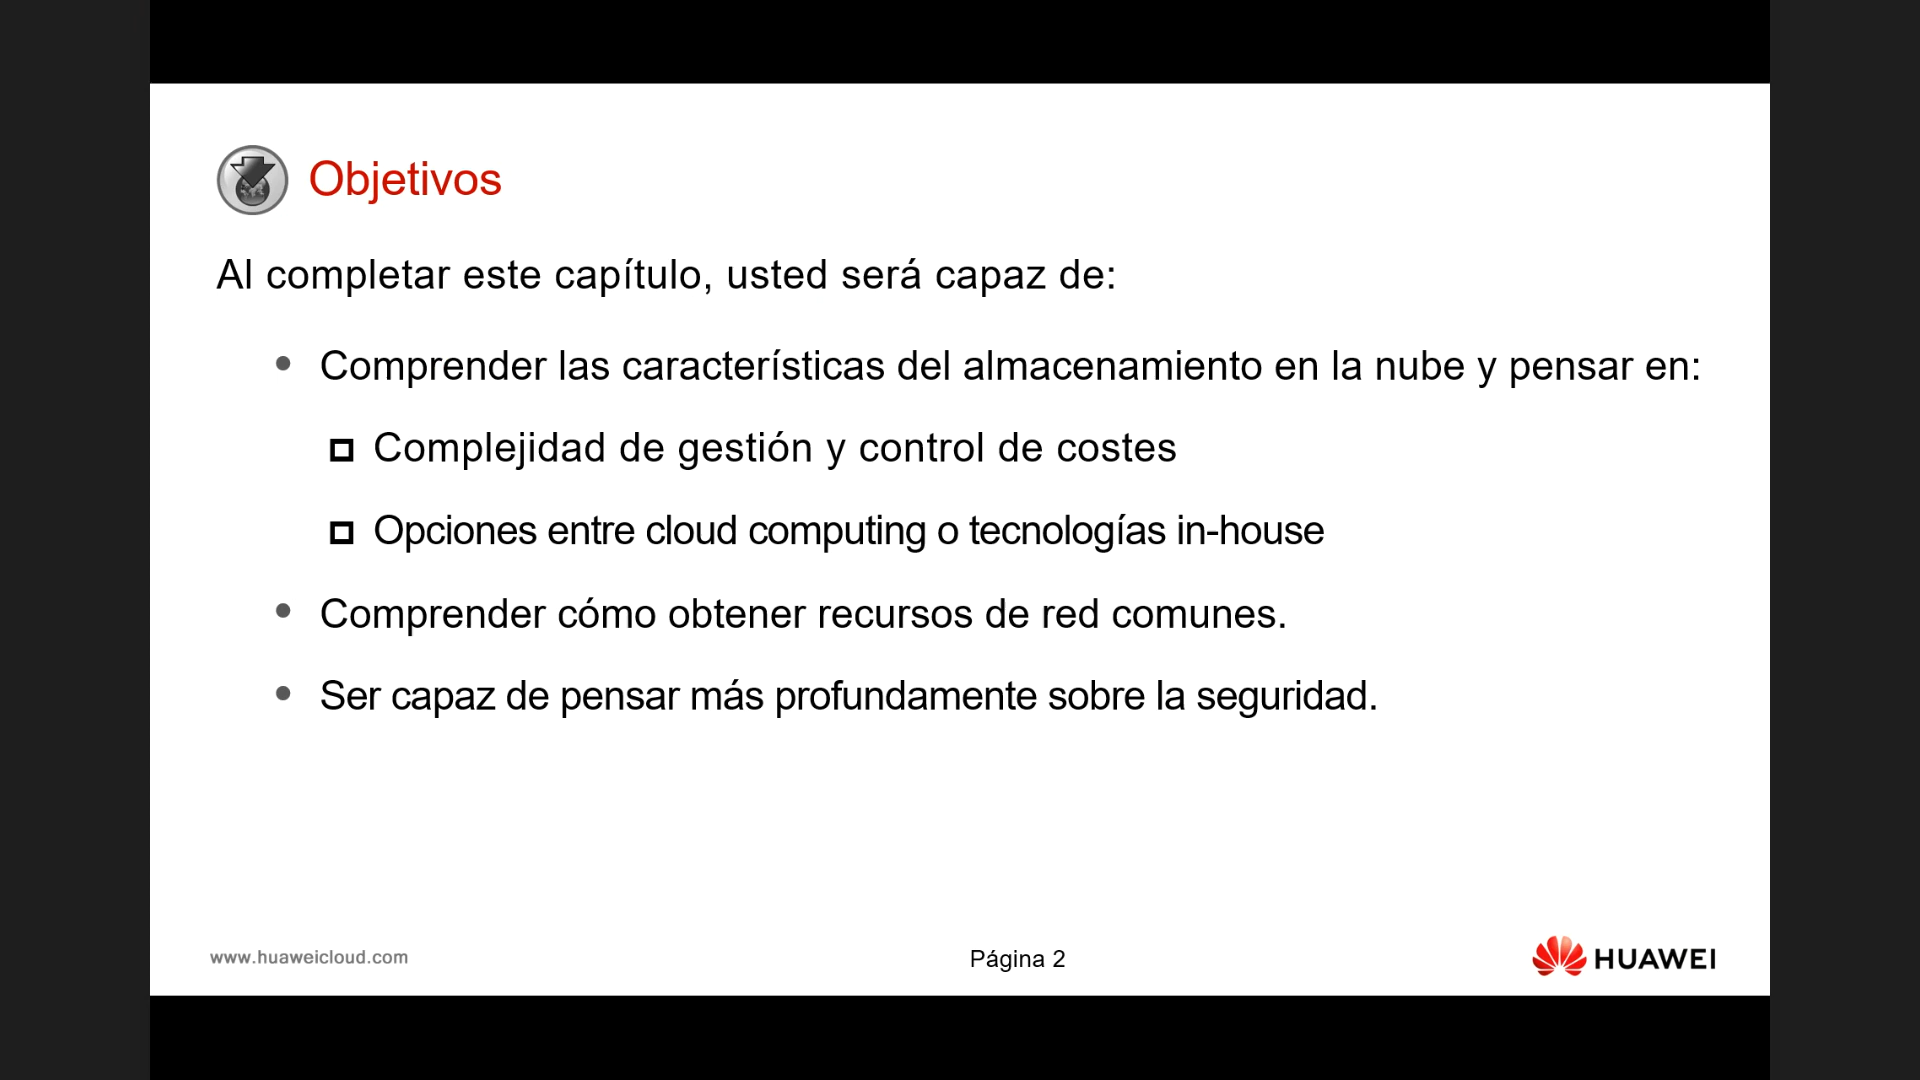 Objetivos
Al completar este capítulo, usted será capaz de:
Comprender las características del almacenamiento en la nube y pensar en:
Complejidad de gestión y control de costes
Opciones entre cloud computing o tecnologías in-house
Comprender cómo obtener recursos de red comunes.
Ser capaz de pensar más profundamente sobre la seguridad.
www.huaweicloud.com
Página 2
HUAWEI